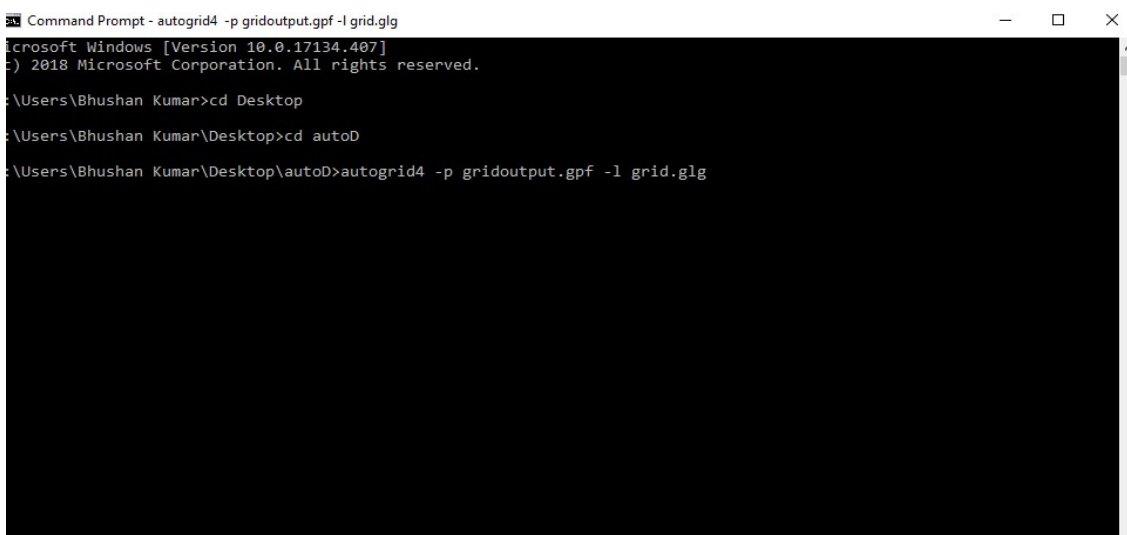 Command Prompt - autogrid4 -p gridoutput.gpf -l grid.glg
icrosoft Windows [Version 10.0.17134.407]
) 2018 Microsoft Corporation. All rights reserved.
:\Users\Bhushan Kumar>cd Desktop
:\Users\Bhushan Kumar\Desktop>cd autoD
:\Users\Bhushan Kumar\Desktop\autoD>autogrid4 -p gridoutput.gpf -l grid.glg